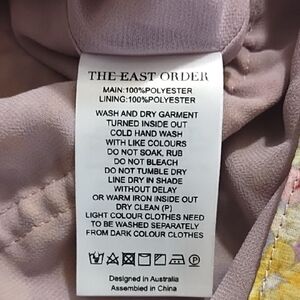 THE EAST ORDER
MAIN:100%POLYESTER
LINING:100%POLYESTER
WASH AND DRY GARMENT
TURNED INSIDE OUT
COLD HAND WASH
WITH LIKE COLOURS
DO NOT SOAK, RUB
DO NOT BLEACH
DO NOT TUMBLE DRY
LINE DRY IN SHADE
WITHOUT DELAY
OR WARM IRON INSIDE OUT
DRY CLEAN (P)
LIGHT COLOUR CLOTHES NEED
TO BE WASHED SEPARATELY
FROM DARK COLOUR CLOTHES
Designed in Australia
Assembled in China